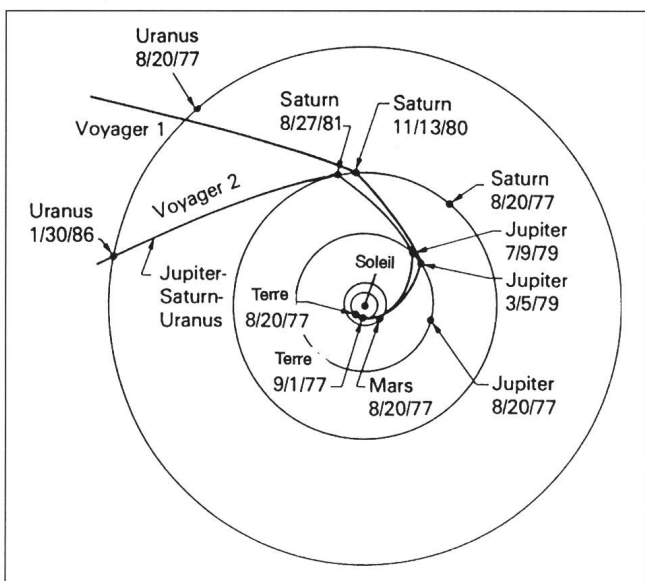 Uranus
8/20/77
Voyager 1
Saturn
8/27/81
Saturn
11/13/80
Voyager 2
Saturn
8/20/77
Uranus
1/30/86
Jupiter
7/9/79
Jupiter-
Saturn-
Uranus
Soleil
Jupiter
3/5/79
Terre
8/20/77
Terre
9/1/77
Mars
8/20/77
Jupiter
8/20/77